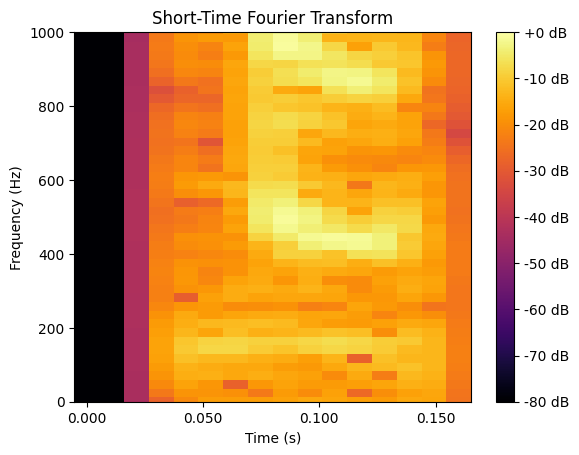 Short-Time Fourier Transform
1000
800
600
400
200
0
Frequency (Hz)
0.000
0.050
0.100
0.150
Time (s)
+0 dB
-10 dB
-20 dB
-30 dB
-40 dB
-50 dB
-60 dB
-70 dB
-80 dB